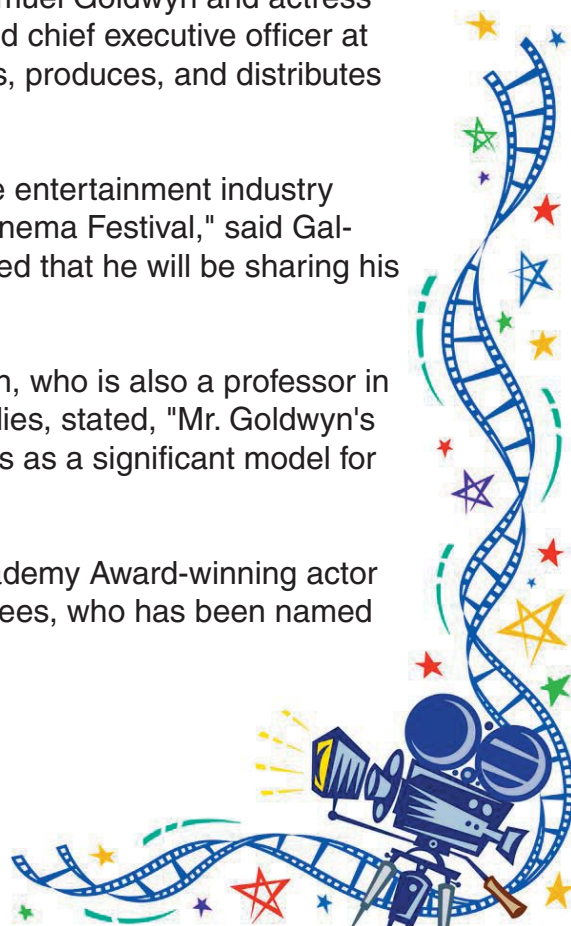 muel Goldwyn and actress
d chief executive officer at
s, produces, and distributes
e entertainment industry
nema Festival," said Gal-
ed that he will be sharing his
n, who is also a professor in
lies, stated, "Mr. Goldwyn's
s as a significant model for
ademy Award-winning actor
ees, who has been named